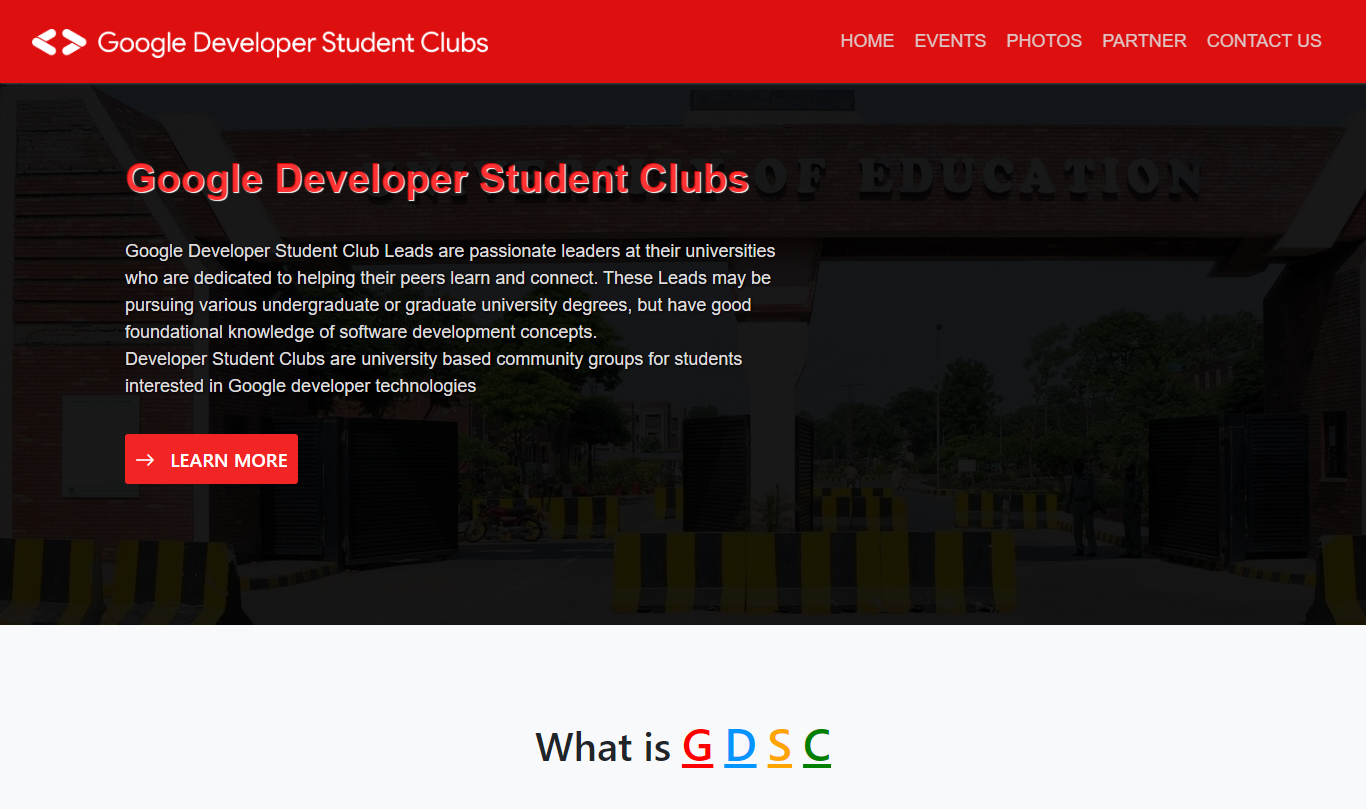 Google Developer Student Clubs
HOME EVENTS PHOTOS PARTNER CONTACT US
OF EDUCATION
Google Developer Student Clubs
Google Developer Student Club Leads are passionate leaders at their universities
who are dedicated to helping their peers learn and connect. These Leads may be
pursuing various undergraduate or graduate university degrees, but have good
foundational knowledge of software development concepts.
Developer Student Clubs are university based community groups for students
interested in Google developer technologies
LEARN MORE
What is G D S C